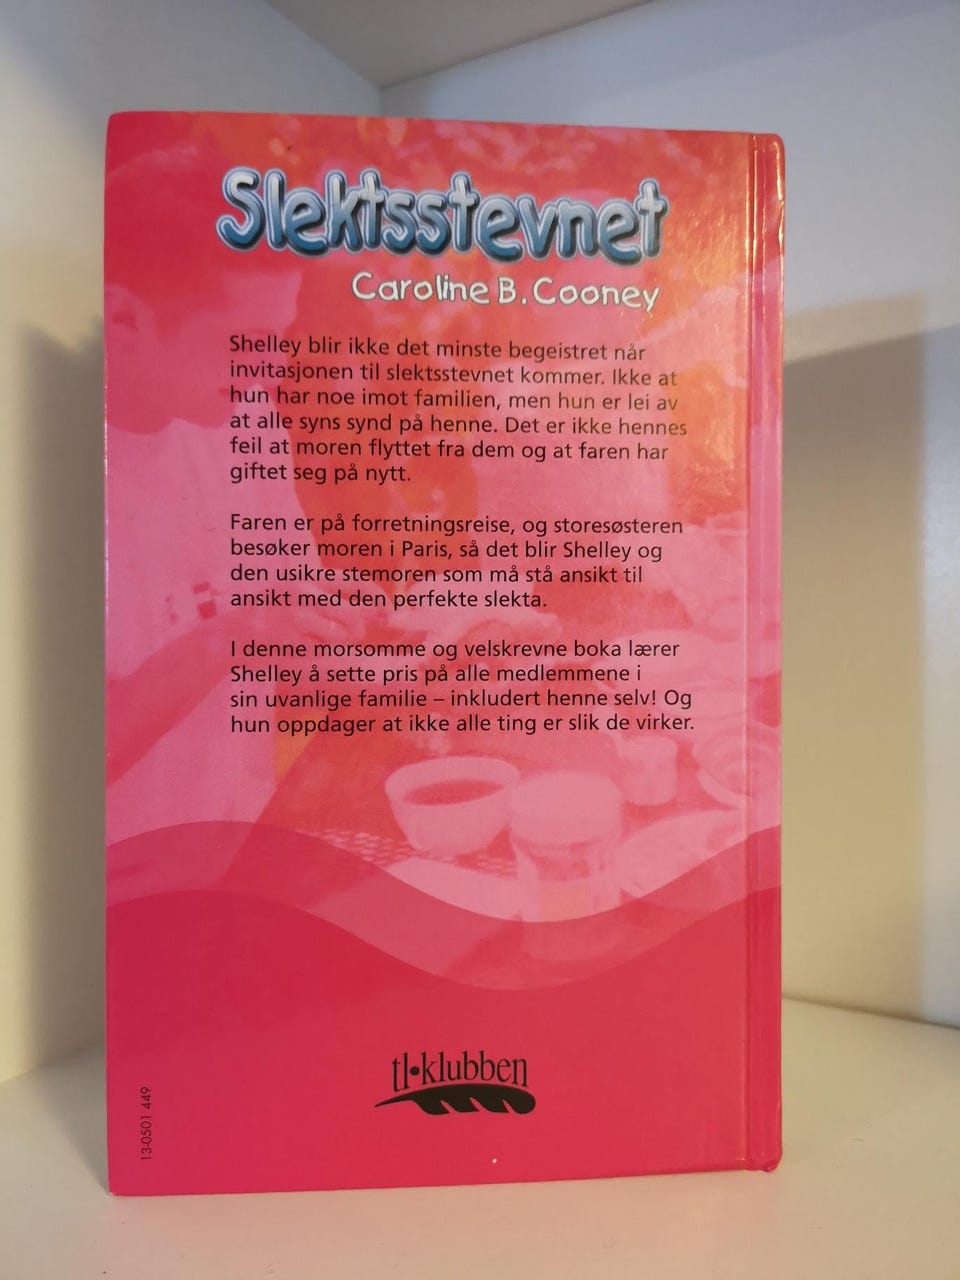 Slektsstevnet
Caroline B. Cooney
Shelley blir ikke det minste begeistret når
invitasjonen til slektsstevnet kommer. Ikke at
hun har noe imot familien, men hun er lei av
at alle syns synd på henne. Det er ikke hennes
feil at moren flyttet fra dem og at faren har
giftet seg på nytt.
Faren er på forretningsreise, og storesøsteren
besøker moren i Paris, så det blir Shelley og
den usikre stemoren som må stå ansikt til
ansikt med den perfekte slekta.
I denne morsomme og velskrevne boka lærer
Shelley å sette pris på alle medlemmene i
sin uvanlige familie – inkludert henne selv! Og
hun oppdager at ikke alle ting er slik de virker.
tl•klubben
13-0501 449